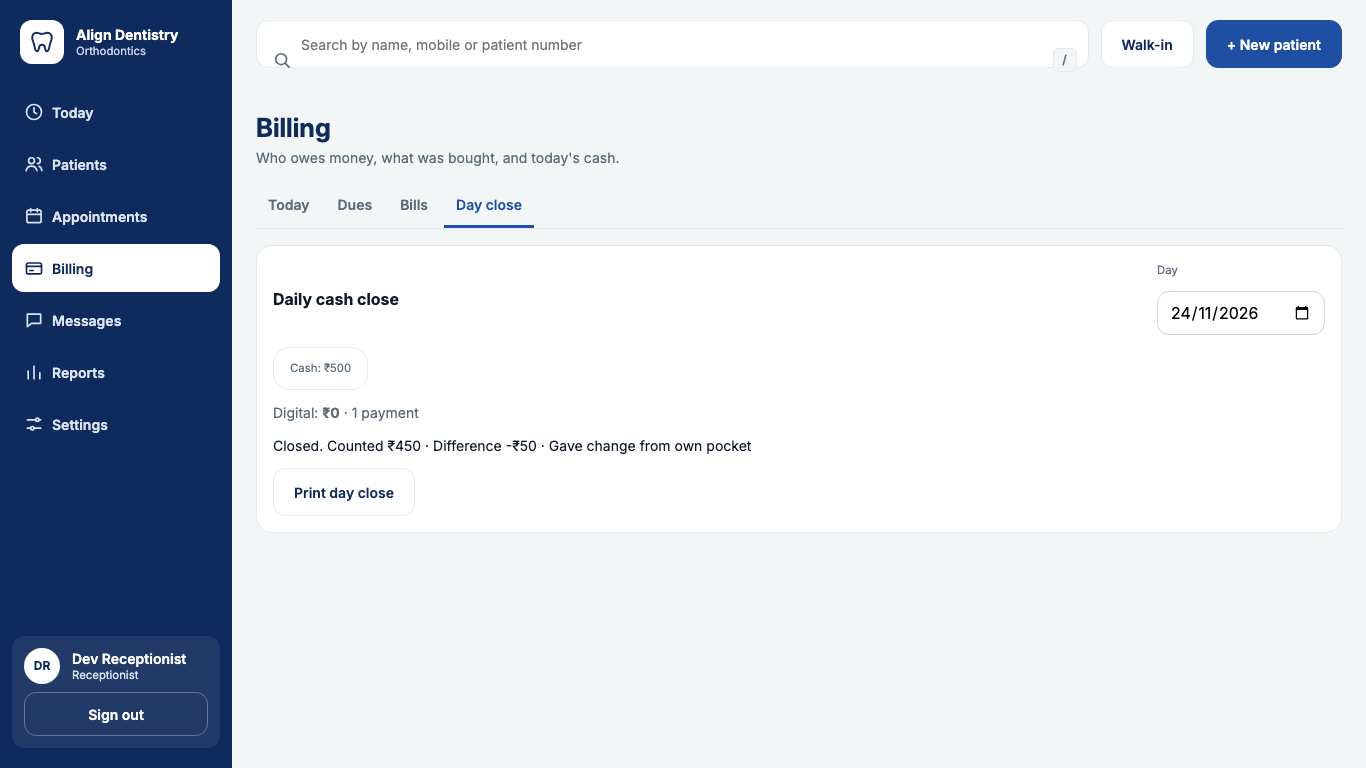 Align Dentistry
Orthodontics
Today
Patients
Appointments
Billing
Messages
Reports
Settings
DR
Dev Receptionist
Receptionist
Sign out
Search by name, mobile or patient number
/
Walk-in
+ New patient
Billing
Who owes money, what was bought, and today's cash.
Today Dues Bills Day close
Day
Daily cash close
24/11/2026
Cash: ₹500
Digital: ₹0 · 1 payment
Closed. Counted ₹450 · Difference -₹50 · Gave change from own pocket
Print day close